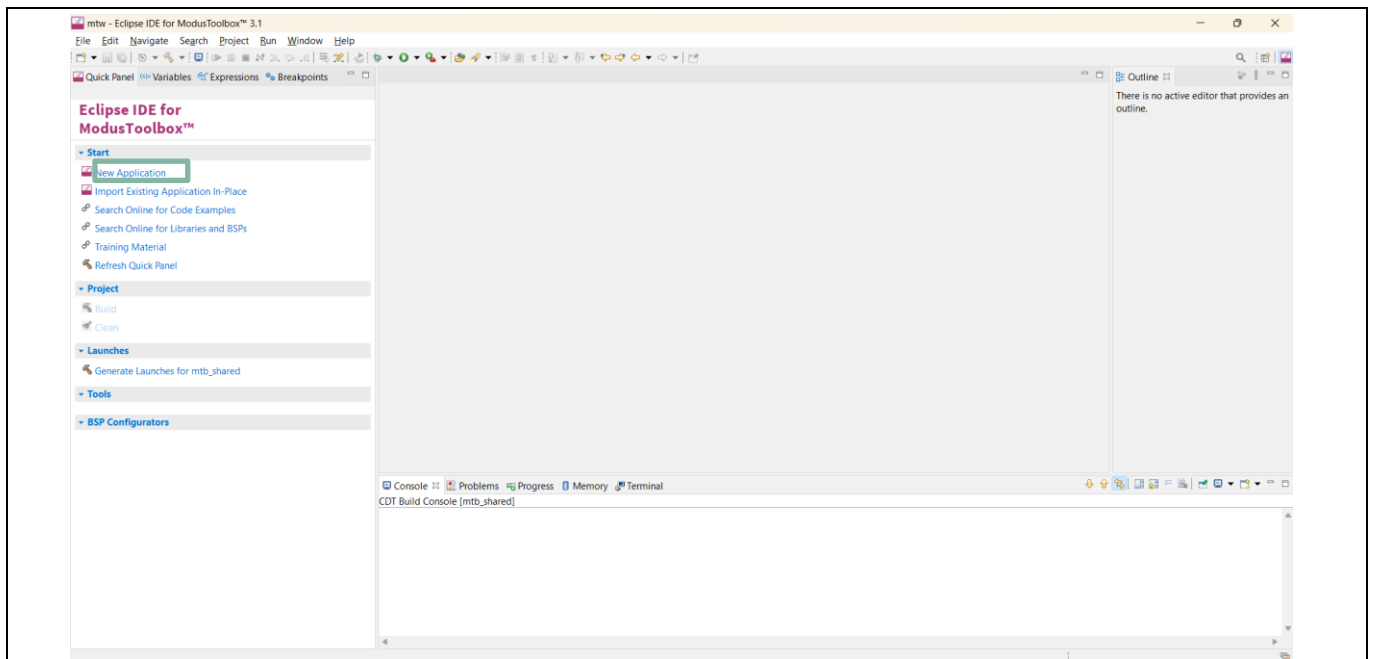 mtw - Eclipse IDE for ModusToolbox™ 3.1
File Edit Navigate Search Project Run Window Help
Quick Panel Variables Expressions Breakpoints
Outline
There is no active editor that provides an
outline.
Eclipse IDE for
ModusToolbox™
Start
New Application
Import Existing Application In-Place
Search Online for Code Examples
Search Online for Libraries and BSPs
Training Material
Refresh Quick Panel
Project
Build
Clean
Launches
Generate Launches for mtb_shared
Tools
BSP Configurators
Console Problems Progress Memory Terminal
CDT Build Console [mtb_shared]